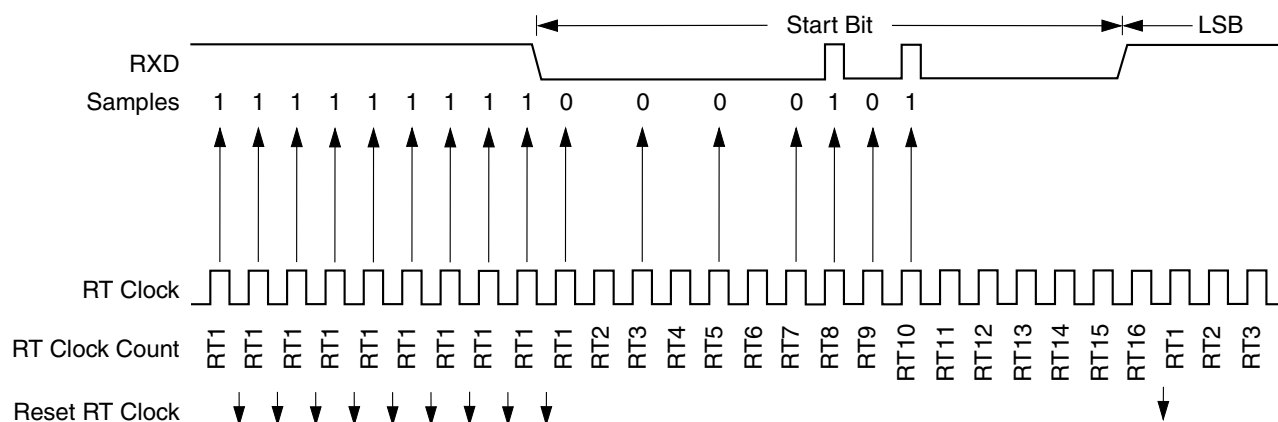 Start Bit LSB
RXD
Samples 1 1 1 1 1 1 1 1 1 0 0 0 0 1 0 1
RT Clock
RT Clock Count RT1 RT1 RT1 RT1 RT1 RT1 RT1 RT1 RT1 RT1 RT2 RT3 RT4 RT5 RT6 RT7 RT8 RT9 RT10 RT11 RT12 RT13 RT14 RT15 RT16 RT1 RT2 RT3
Reset RT Clock